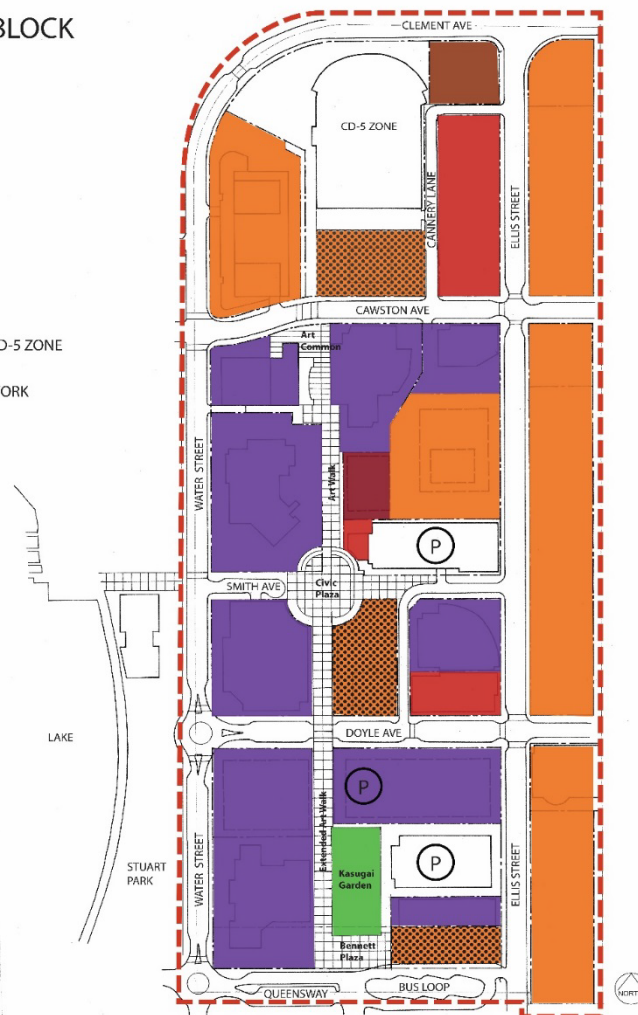 BLOCK
CLEMENT AVE
CD-5 ZONE
CANNERY LANE
ELLIS STREET
CAWSTON AVE
D-5 ZONE
Art
Common
ORK
WATER STREET
Art Walk
P
SMITH AVE
Civic
Plaza
LAKE
DOYLE AVE
P
Extended Art Walk
P
STUART
PARK
WATER STREET
Kasugai
Garden
ELLIS STREET
Bennett
Plaza
QUEENSWAY
BUS LOOP
NORTH